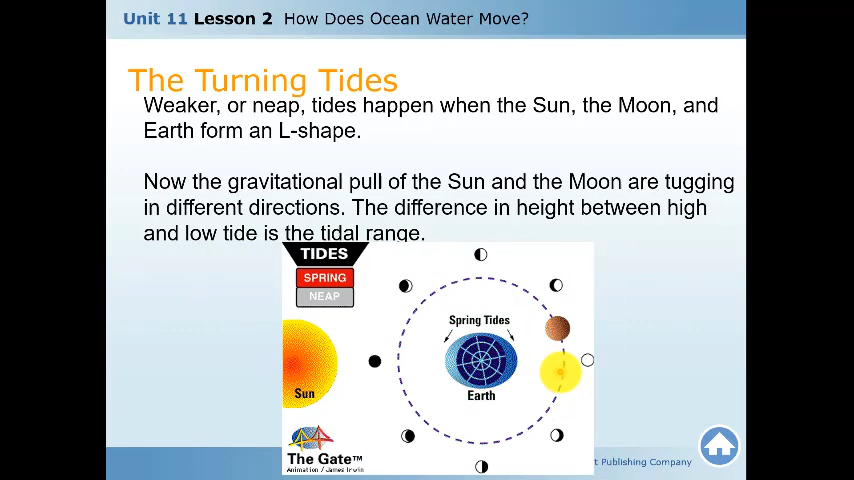 Unit 11 Lesson 2 How Does Ocean Water Move?
The Turning Tides
Weaker, or neap, tides happen when the Sun, the Moon, and
Earth form an L-shape.
Now the gravitational pull of the Sun and the Moon are tugging
in different directions. The difference in height between high
and low tide is the tidal range.
TIDES
SPRING
NEAP
Spring Tides
Sun
Earth
The Gate™
Animation / James Irwin
t Publishing Company